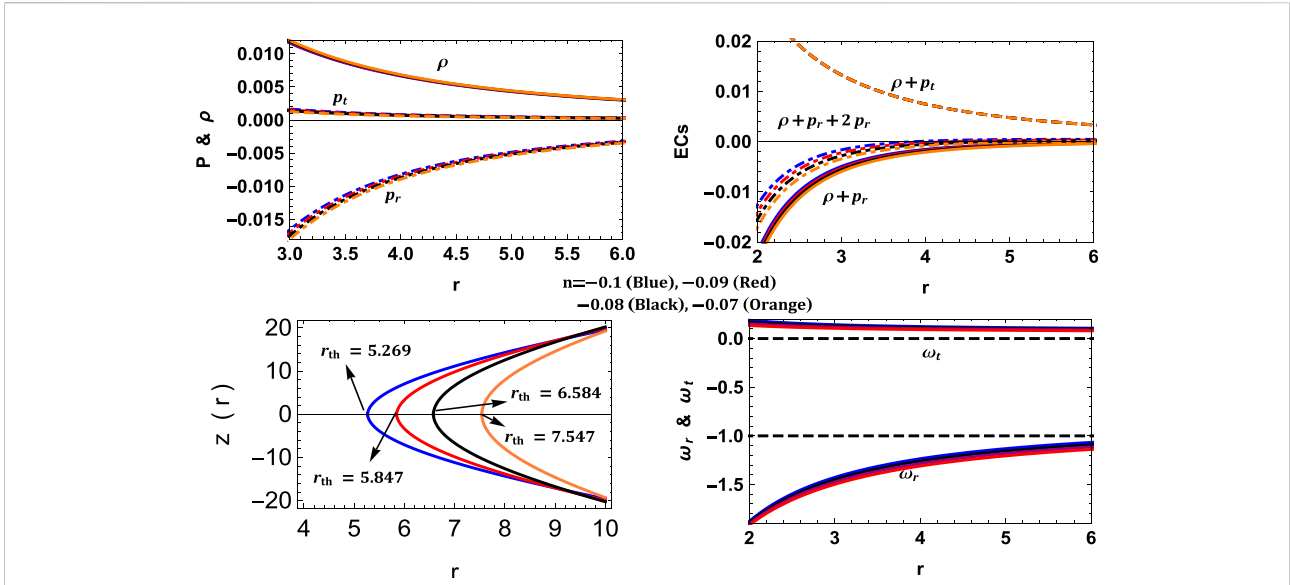 0.010
0.005
0.000
−0.005
−0.010
−0.015
P & ρ
ρ
p_t
p_r
3.0 3.5 4.0 4.5 5.0 5.5 6.0
r
0.02
0.01
0.00
−0.01
−0.02
ECs
ρ+p_t
ρ+p_r+2p_r
ρ+p_r
2 3 4 5 6
r
n=−0.1 (Blue), −0.09 (Red)
−0.08 (Black), −0.07 (Orange)
20
10
0
−10
−20
z(r)
r_th = 5.269
r_th = 6.584
r_th = 7.547
r_th = 5.847
4 5 6 7 8 9 10
r
0.0
−0.5
−1.0
−1.5
ω_r & ω_t
ω_t
ω_r
2 3 4 5 6
r